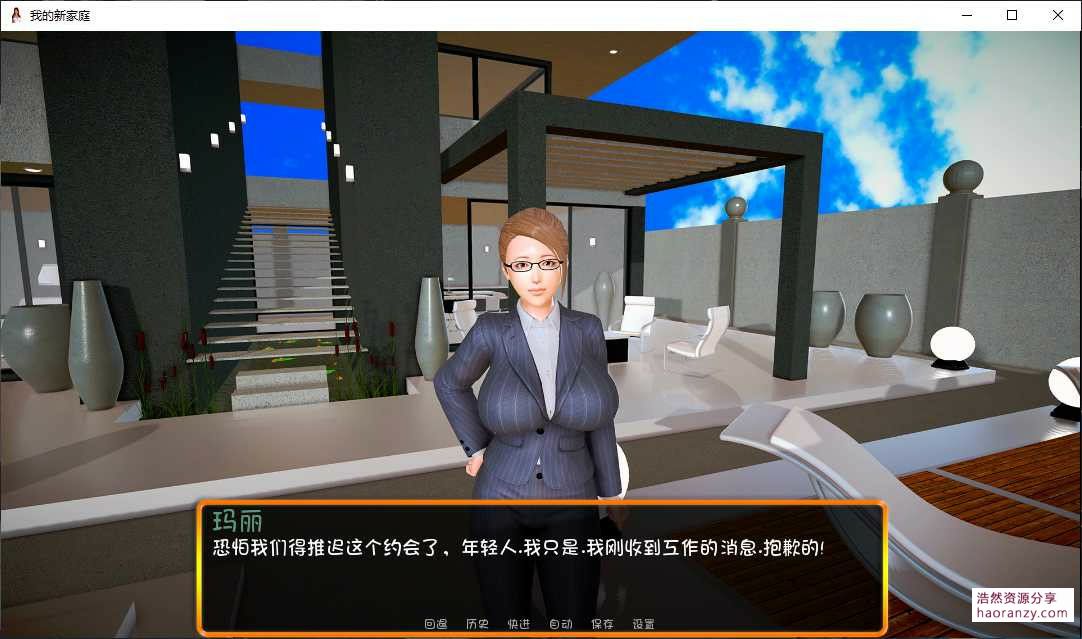 我的新家庭
玛丽
恐怕我们得推迟这个约会了，年轻人.我只是.我刚收到工作的消息.抱歉的!
回退 历史 快进 自动 保存 设置
浩然资源分享
haoranzy.com